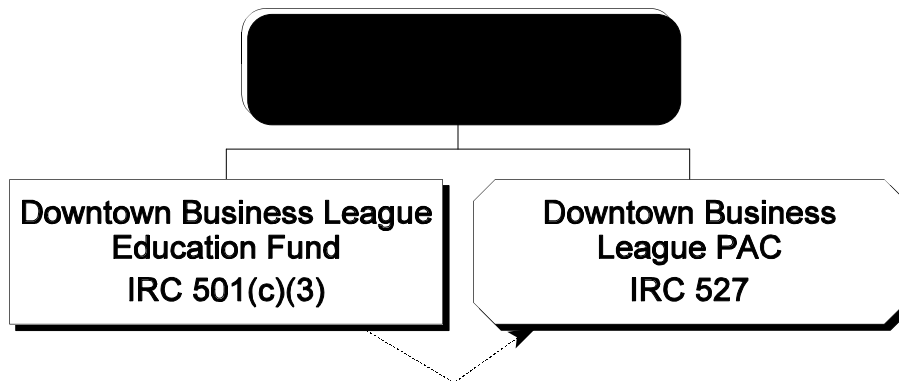 Downtown Business League
Education Fund
IRC 501(c)(3)
Downtown Business
League PAC
IRC 527